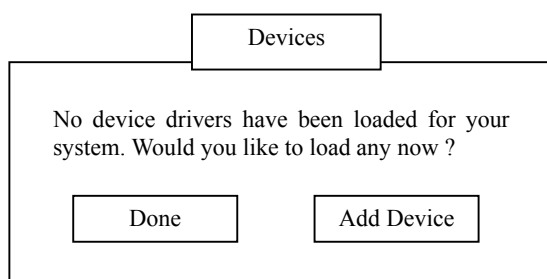 Devices
No device drivers have been loaded for your
system. Would you like to load any now ?
Done
Add Device